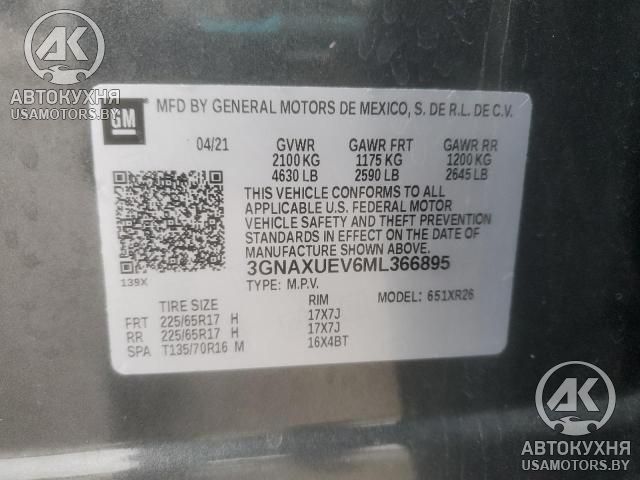 АК
АВТОКУХНЯ
USAMOTORS.BY
GM
MFD BY GENERAL MOTORS DE MEXICO, S. DE R.L. DE C.V.
04/21 GVWR GAWR FRT GAWR RR
2100 KG 1175 KG 1200 KG
4630 LB 2590 LB 2645 LB
THIS VEHICLE CONFORMS TO ALL
APPLICABLE U.S. FEDERAL MOTOR
VEHICLE SAFETY AND THEFT PREVENTION
STANDARDS IN EFFECT ON THE DATE OF
MANUFACTURE SHOWN ABOVE.
3GNAXUEV6ML366895
139X
TYPE: M.P.V. MODEL: 651XR26
TIRE SIZE RIM
FRT 225/65R17 H 17X7J
RR 225/65R17 H 17X7J
SPA T135/70R16 M 16X4BT
АК
АВТОКУХНЯ
USAMOTORS.BY